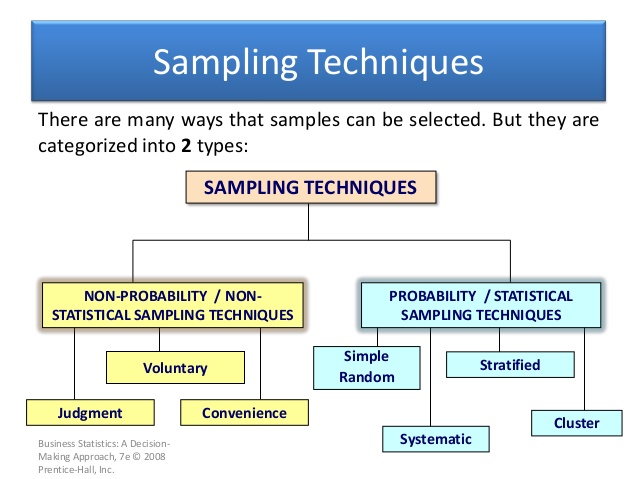 Sampling Techniques
There are many ways that samples can be selected. But they are
categorized into 2 types:
SAMPLING TECHNIQUES
NON-PROBABILITY / NON-
STATISTICAL SAMPLING TECHNIQUES
PROBABILITY / STATISTICAL
SAMPLING TECHNIQUES
Voluntary
Judgment
Convenience
Simple
Random
Stratified
Systematic
Cluster
Business Statistics: A Decision-
Making Approach, 7e © 2008
Prentice-Hall, Inc.